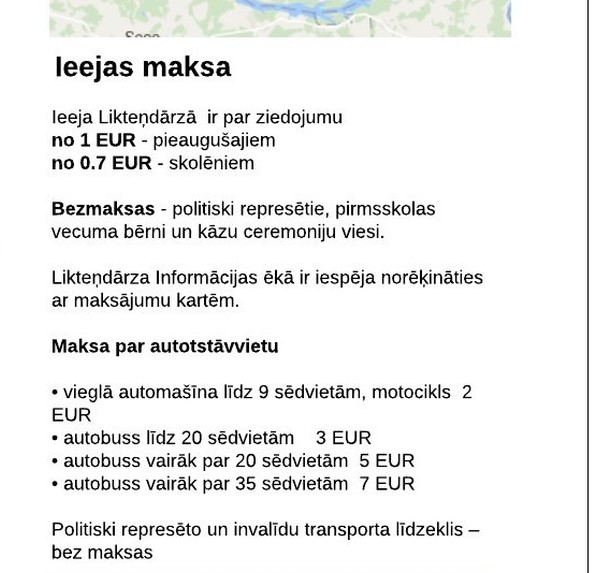 Ieejas maksa
Ieeja Likteņdārzā ir par ziedojumu
no 1 EUR - pieaugušajiem
no 0.7 EUR - skolēniem
Bezmaksas - politiski represētie, pirmsskolas
vecuma bērni un kāzu ceremoniju viesi.
Likteņdārza Informācijas ēkā ir iespēja norēķināties
ar maksājumu kartēm.
Maksa par autotstāvvietu
• vieglā automašīna līdz 9 sēdvietām, motocikls 2
EUR
• autobuss līdz 20 sēdvietām 3 EUR
• autobuss vairāk par 20 sēdvietām 5 EUR
• autobuss vairāk par 35 sēdvietām 7 EUR
Politiski represēto un invalīdu transporta līdzeklis –
bez maksas